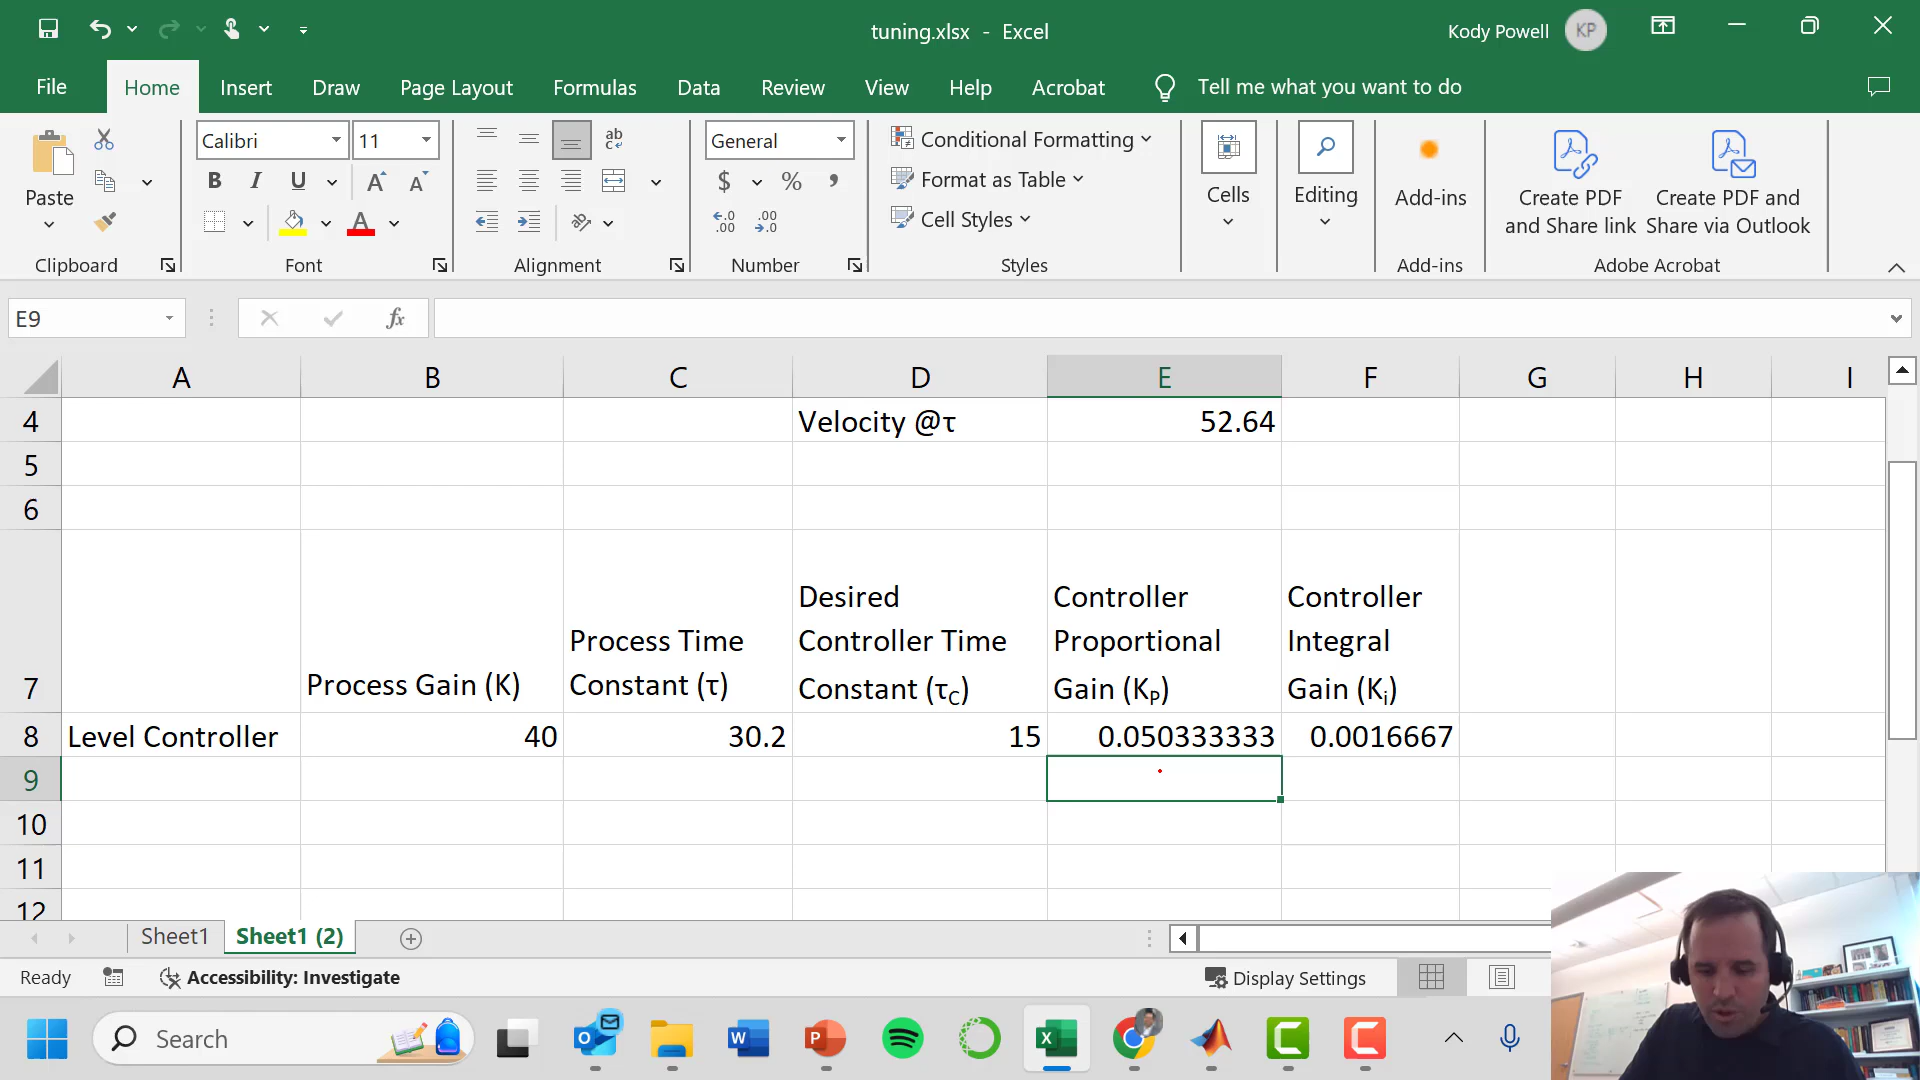 tuning.xlsx - Excel
Kody Powell
KP
File
Home
Insert
Draw
Page Layout
Formulas
Data
Review
View
Help
Acrobat
Tell me what you want to do
Paste
Clipboard
Calibri
11
B I U
A A
A
Font
ab
Alignment
General
$ % ,
Number
Conditional Formatting
Format as Table
Cell Styles
Styles
Cells
Editing
Add-ins
Add-ins
Create PDF
and Share link
Create PDF and
Share via Outlook
Adobe Acrobat
E9
fx
A B C D E F G H I
4 Velocity @τ 52.64
5
6
7 Process Gain (K) Process Time Constant (τ) Desired Controller Time Constant (τC) Controller Proportional Gain (KP) Controller Integral Gain (Ki)
8 Level Controller 40 30.2 15 0.050333333 0.0016667
9
10
11
12
Sheet1
Sheet1 (2)
Ready
Accessibility: Investigate
Display Settings
Search